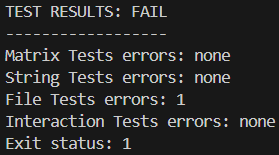 TEST RESULTS: FAIL
------------------
Matrix Tests errors: none
String Tests errors: none
File Tests errors: 1
Interaction Tests errors: none
Exit status: 1